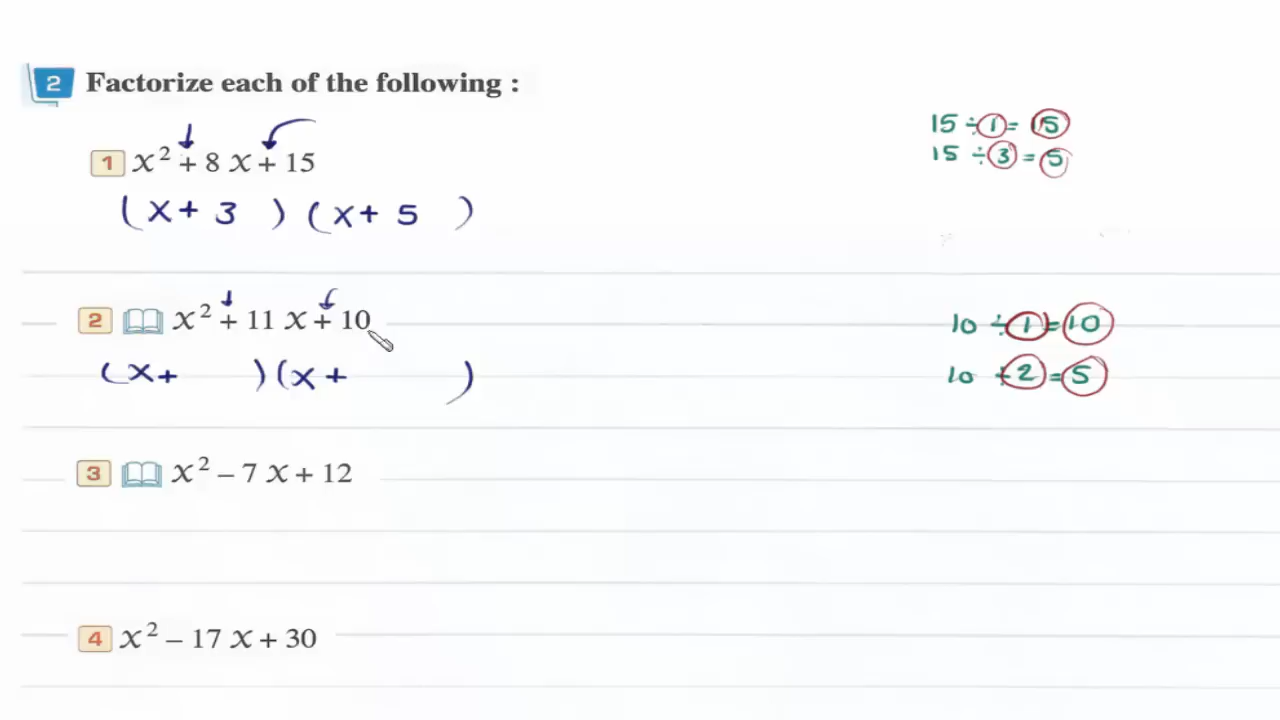 2 Factorize each of the following :
15 ÷ 1 = 15
1 x² + 8 x + 15
15 ÷ 3 = 5
(x + 3 ) (x + 5 )
2 x² + 11 x + 10
10 ÷ 1 = 10
(x + ) (x + )
10 ÷ 2 = 5
3 x² – 7 x + 12
4 x² – 17 x + 30